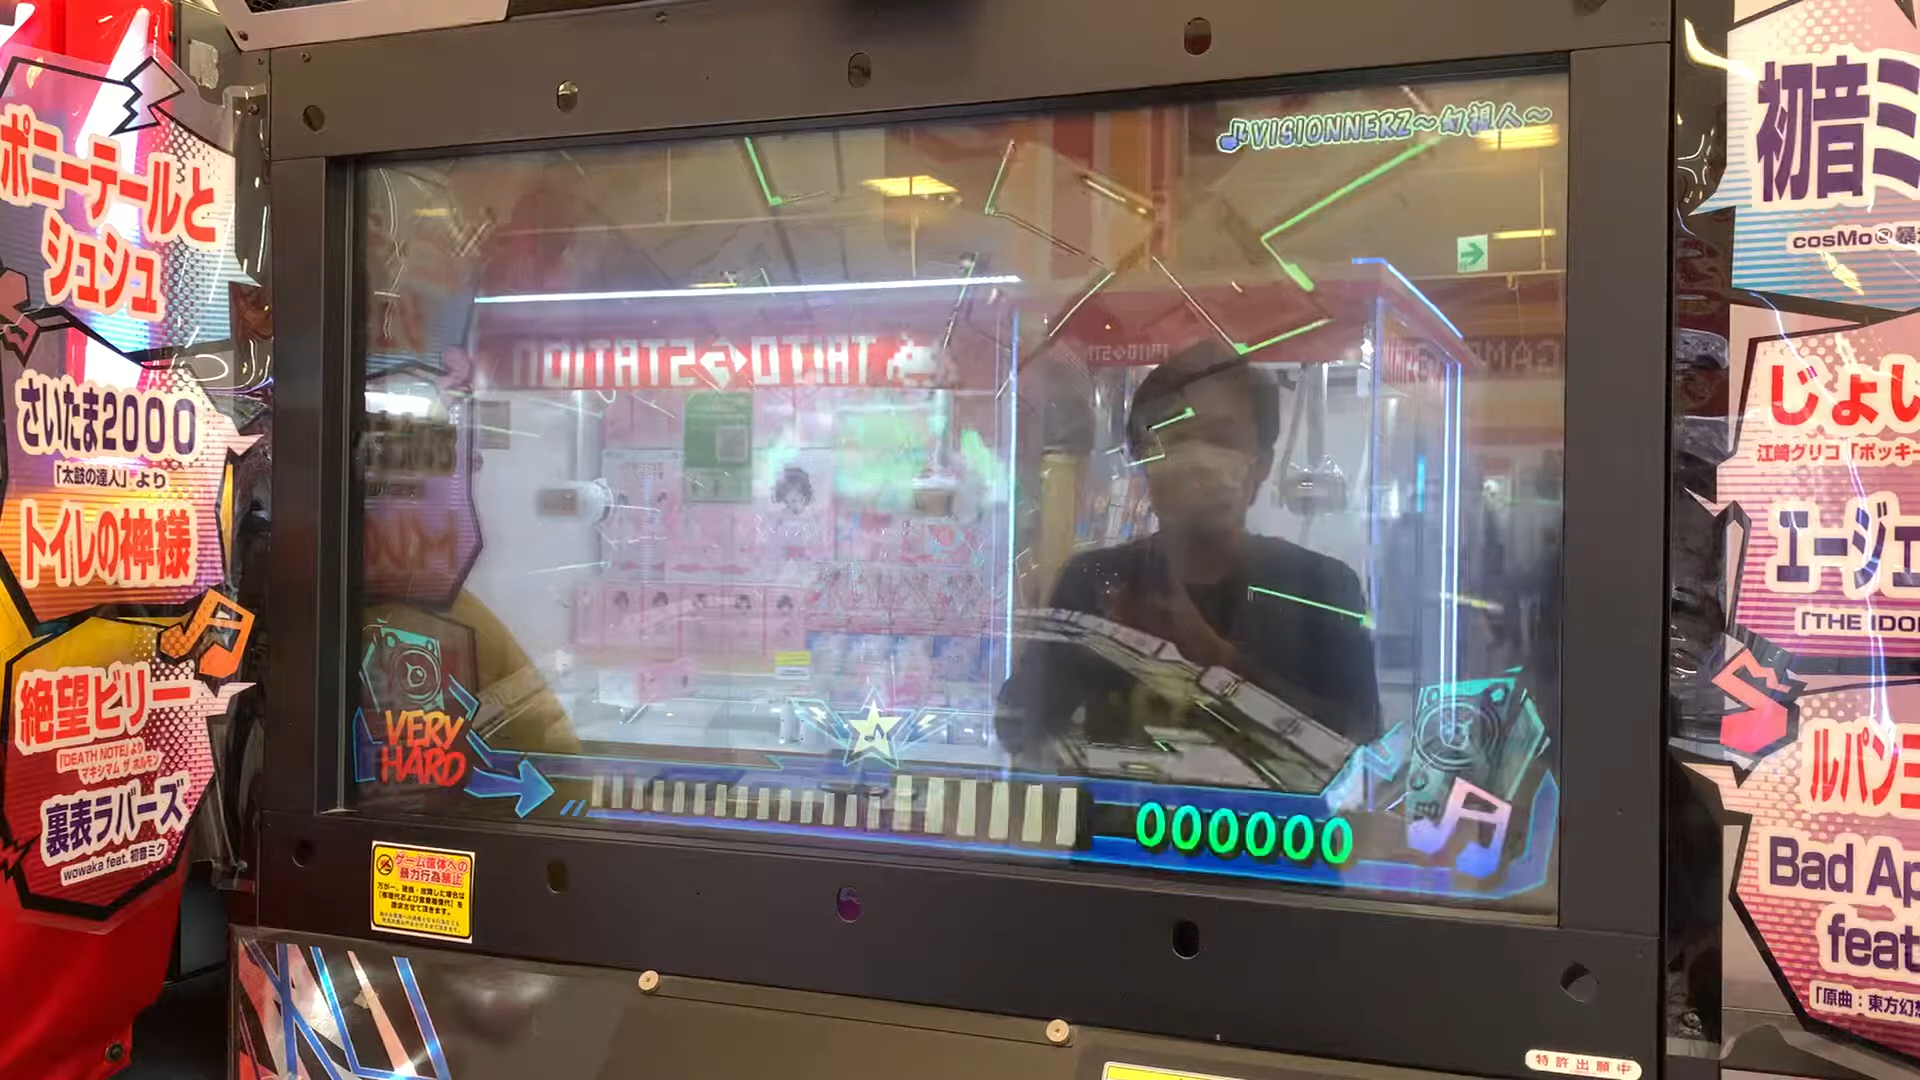 ポニーテールと
シュシュ
さいたま2000
「太鼓の達人」より
トイレの神様
絶望ビリー
「DEATH NOTE」より
マキシマム ザ ホルモン
裏表ラバーズ
wowaka feat. 初音ミク
VISIONNERZ～幻視人～
TAITO STATION
VERY
HARD
000000
ゲーム筐体への
暴力行為禁止
初音ミ
cosMo@暴
じょい
江崎グリコ「ポッキー
エージェ
「THE IDO
ルパン三
Bad Ap
feat
「原曲：東方幻想
特許出願中